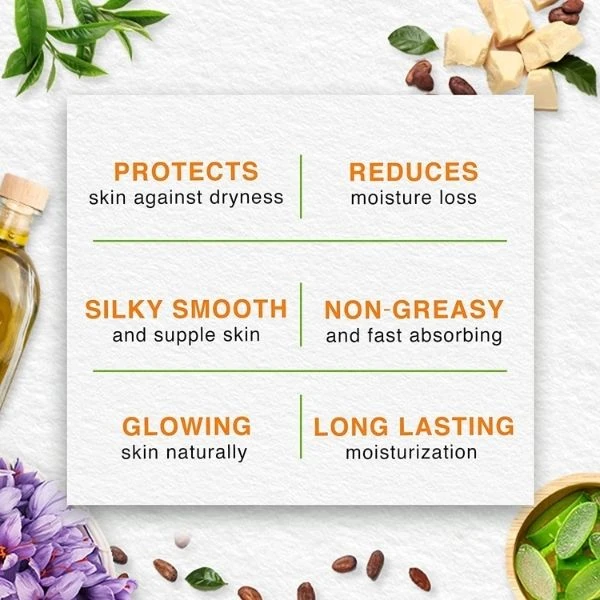 PROTECTS
skin against dryness
REDUCES
moisture loss
SILKY SMOOTH
and supple skin
NON-GREASY
and fast absorbing
GLOWING
skin naturally
LONG LASTING
moisturization